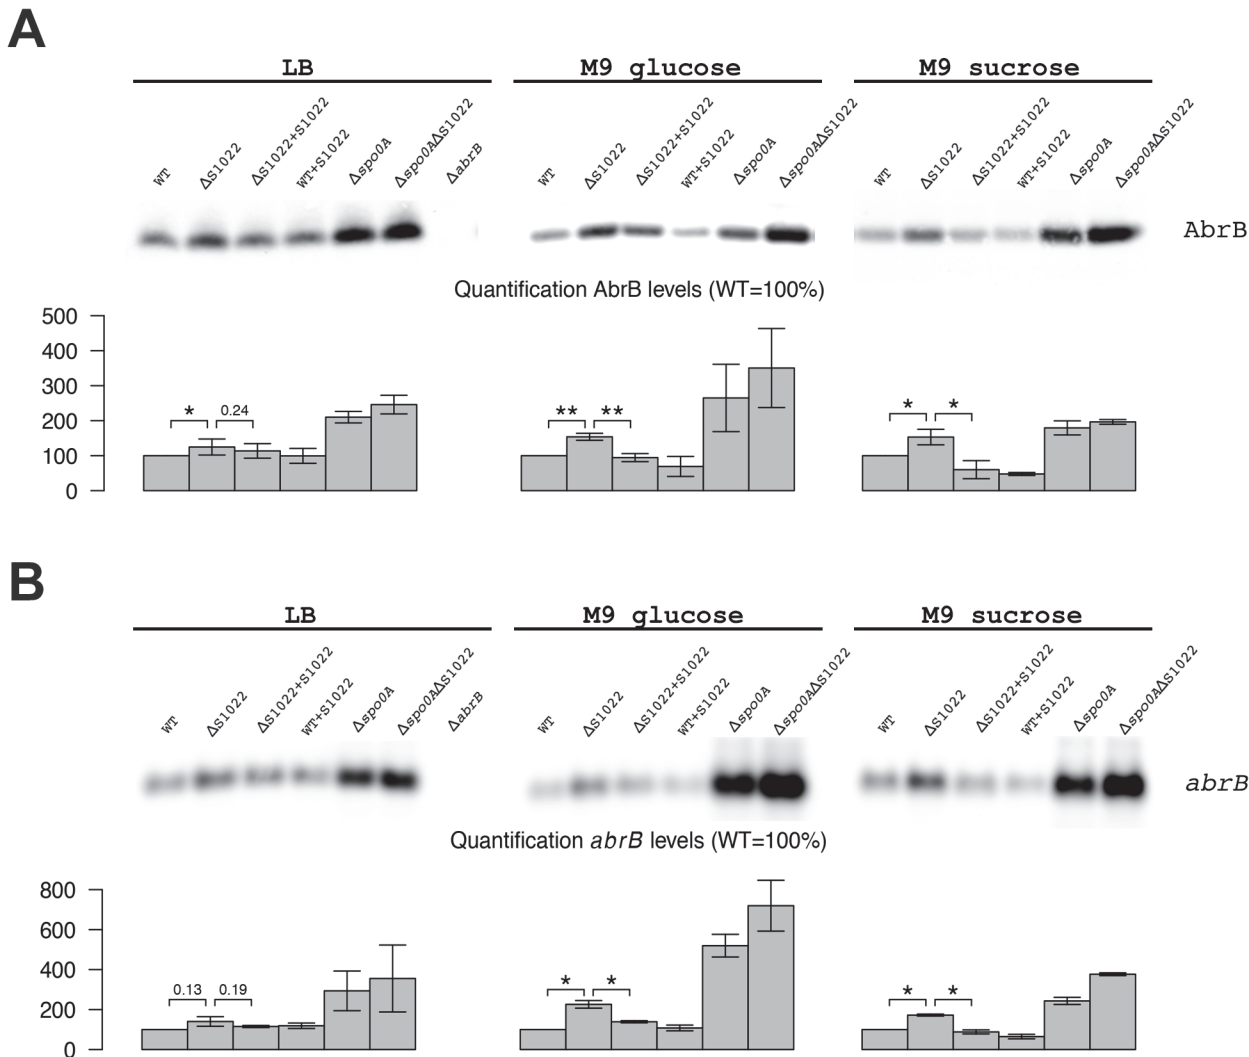 A
LB M9 glucose M9 sucrose
WT ΔS1022 ΔS1022+S1022 WT+S1022 Δspo0A Δspo0AΔS1022 ΔabrB WT ΔS1022 ΔS1022+S1022 WT+S1022 Δspo0A Δspo0AΔS1022 WT ΔS1022 ΔS1022+S1022 WT+S1022 Δspo0A Δspo0AΔS1022
AbrB
Quantification AbrB levels (WT=100%)
500
400
300
200 * 0.24 ** ** * *
100
0
B
LB M9 glucose M9 sucrose
WT ΔS1022 ΔS1022+S1022 WT+S1022 Δspo0A Δspo0AΔS1022 ΔabrB WT ΔS1022 ΔS1022+S1022 WT+S1022 Δspo0A Δspo0AΔS1022 WT ΔS1022 ΔS1022+S1022 WT+S1022 Δspo0A Δspo0AΔS1022
abrB
Quantification abrB levels (WT=100%)
800
600
400
0.13 0.19 * * * *
200
0